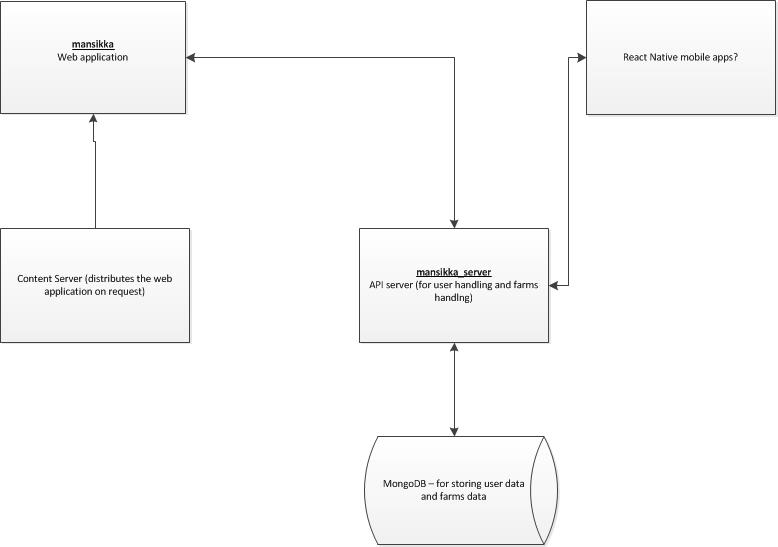 mansikka
Web application
React Native mobile apps?
Content Server (distributes the web
application on request)
mansikka_server
API server (for user handling and farms
handlng)
MongoDB – for storing user data
and farms data